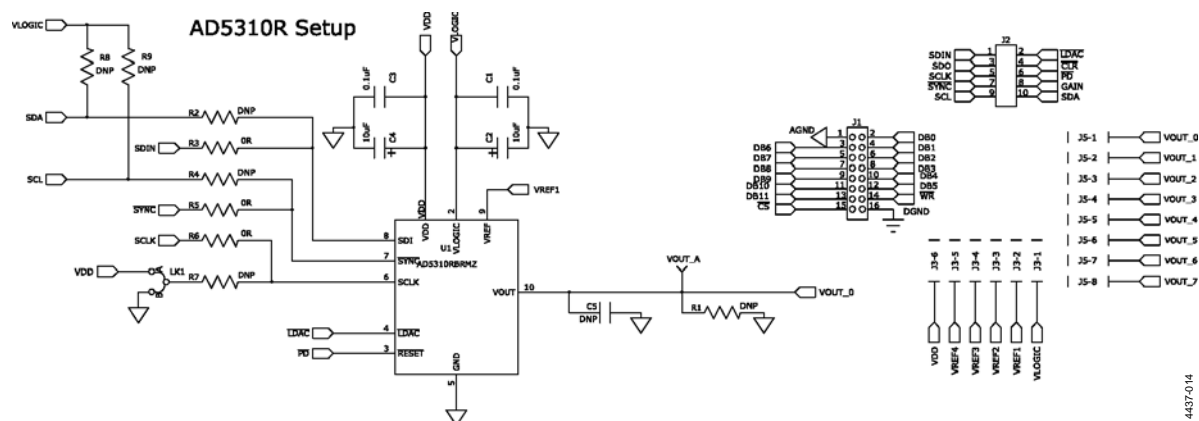 AD5310R Setup
VLOGIC
R8
DNP
R9
DNP
SDA
R2
DNP
SDIN
R3
0R
SCL
R4
DNP
SYNC
R5
0R
SCLK
R6
0R
VDD
A
B
LK1
R7
DNP
LDAC
PD
VDD
VLOGIC
0.1uF
C3
10uF
C4
+
C1
0.1uF
C2
10uF
+
VREF1
VDD
2
VLOGIC
9
VREF
U1
AD5310RBRMZ
8
SDI
7
SYNC
6
SCLK
4
LDAC
3
RESET
GND
5
VOUT
10
C5
DNP
VOUT_A
R1
DNP
VOUT_0
J2
SDIN 1 2 LDAC
SDO 3 4 CLR
SCLK 5 6 PD
SYNC 7 8 GAIN
SCL 9 10 SDA
J1
AGND 1 2 DB0
DB6 3 4 DB1
DB7 5 6 DB2
DB8 7 8 DB3
DB9 9 10 DB4
DB10 11 12 DB5
DB11 13 14 WR
CS 15 16
DGND
J5-1 VOUT_0
J5-2 VOUT_1
J5-3 VOUT_2
J5-4 VOUT_3
J5-5 VOUT_4
J5-6 VOUT_5
J5-7 VOUT_6
J5-8 VOUT_7
J3-6
J3-5
J3-4
J3-3
J3-2
J3-1
VDD
VREF4
VREF3
VREF2
VREF1
VLOGIC
4437-014